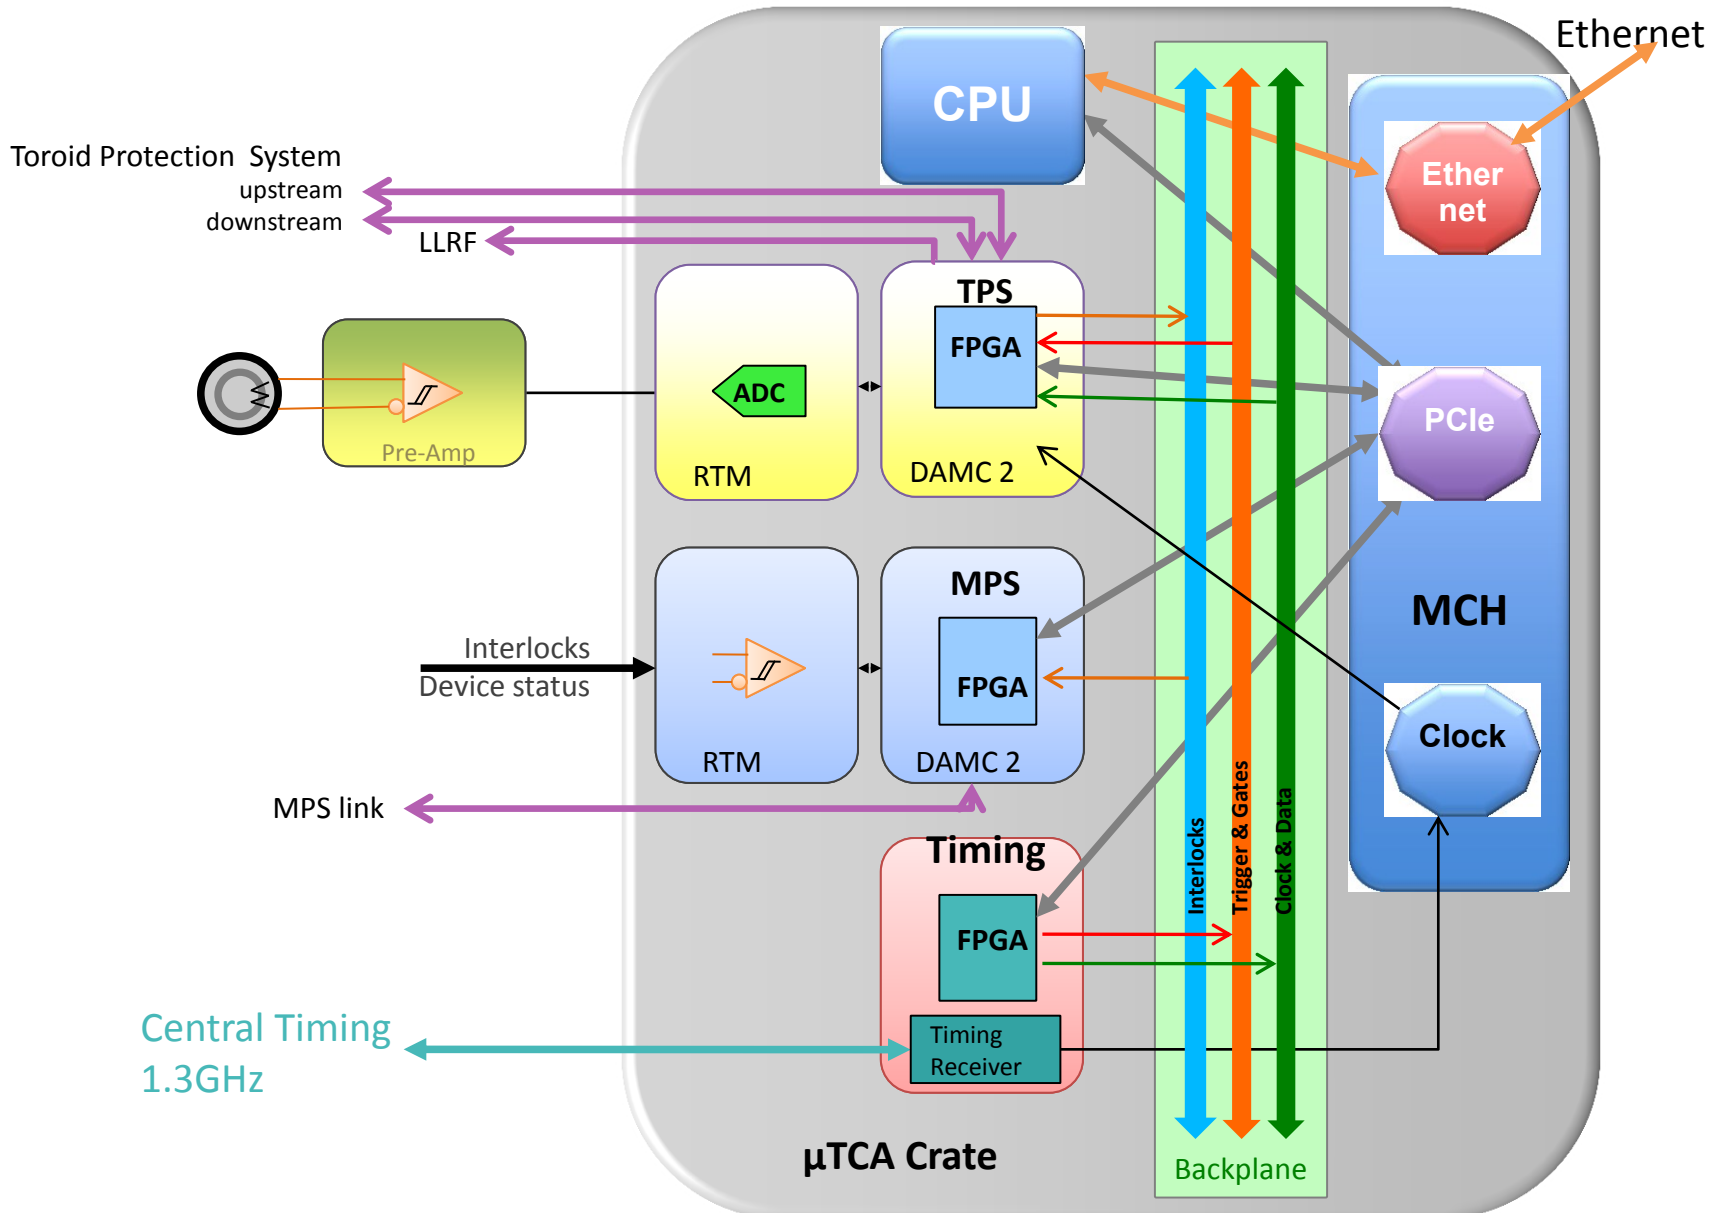 Ethernet
CPU
Ether
net
Toroid Protection System
upstream
downstream
LLRF
TPS
FPGA
ADC
PCIe
Pre-Amp
RTM
DAMC 2
MPS
MCH
Interlocks
Device status
FPGA
Clock
RTM
DAMC 2
MPS link
Interlocks
Trigger & Gates
Clock & Data
Timing
FPGA
Central Timing
1.3GHz
Timing
Receiver
µTCA Crate
Backplane